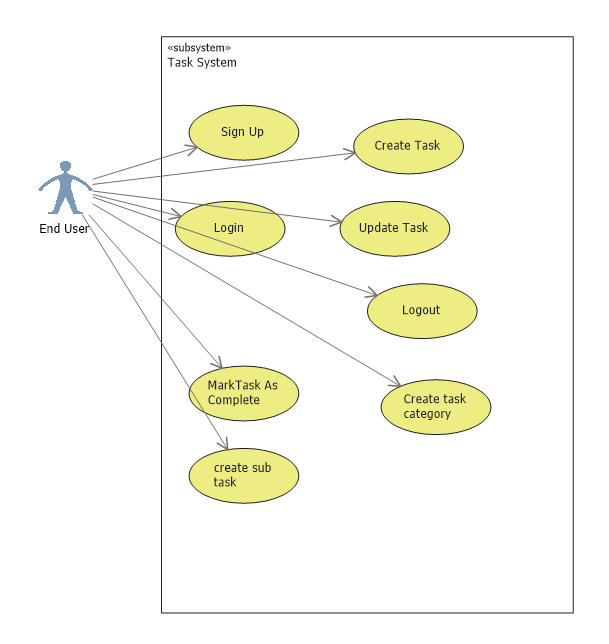 «subsystem»
Task System
Sign Up
Create Task
End User
Login
Update Task
Logout
MarkTask As
Complete
Create task
category
create sub
task